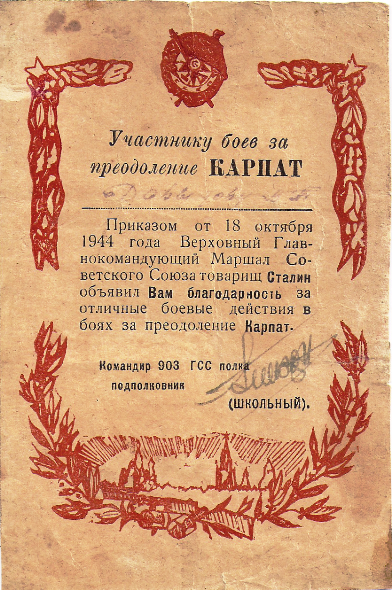 Участнику боев за
преодоление КАРПАТ
Приказом от 18 октября
1944 года Верховный Глав-
нокомандующий Маршал Со-
ветского Союза товарищ Сталин
объявил Вам благодарность за
отличные боевые действия в
боях за преодоление Карпат.
Командир 903 ГСС полка
подполковник
(ШКОЛЬНЫЙ).